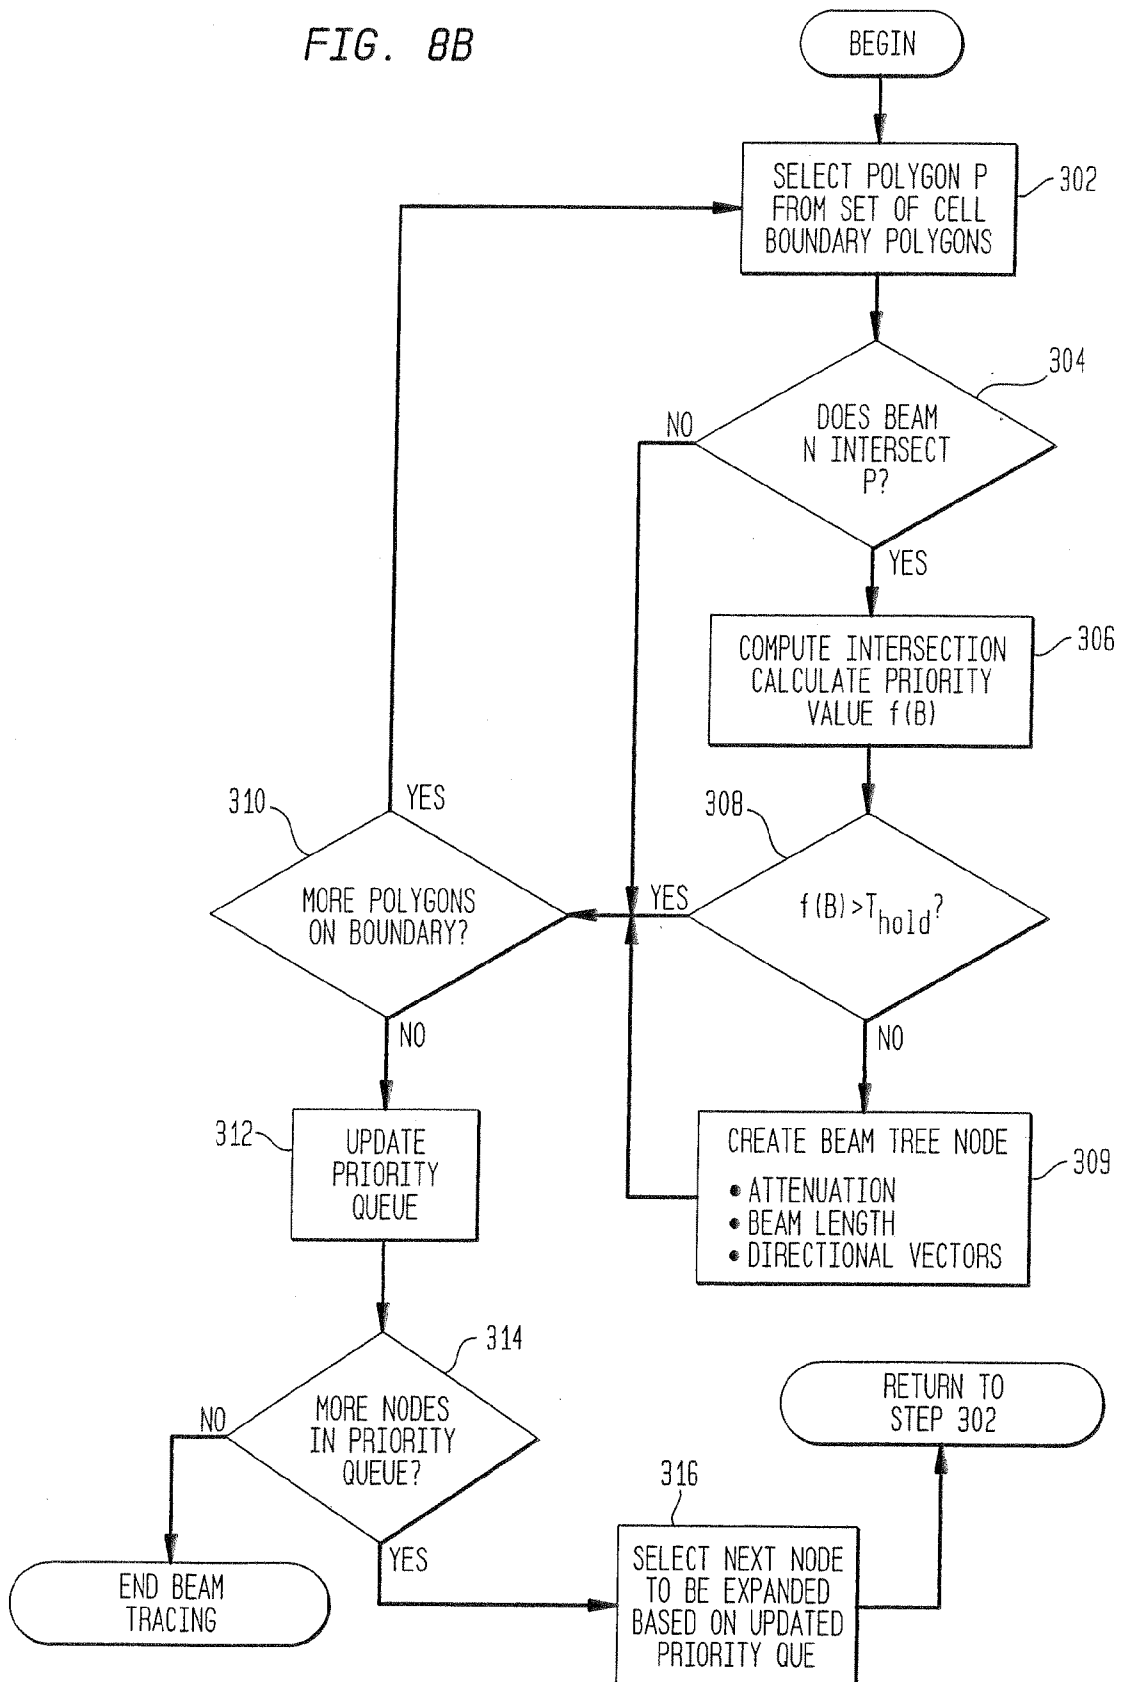 FIG. 8B
BEGIN
SELECT POLYGON P
FROM SET OF CELL
BOUNDARY POLYGONS
302
DOES BEAM
N INTERSECT
P?
304
NO
YES
COMPUTE INTERSECTION
CALCULATE PRIORITY
VALUE f(B)
306
f(B)>Thold?
308
YES
NO
CREATE BEAM TREE NODE
• ATTENUATION
• BEAM LENGTH
• DIRECTIONAL VECTORS
309
MORE POLYGONS
ON BOUNDARY?
310
YES
NO
UPDATE
PRIORITY
QUEUE
312
MORE NODES
IN PRIORITY
QUEUE?
314
NO
YES
END BEAM
TRACING
316
SELECT NEXT NODE
TO BE EXPANDED
BASED ON UPDATED
PRIORITY QUE
RETURN TO
STEP 302